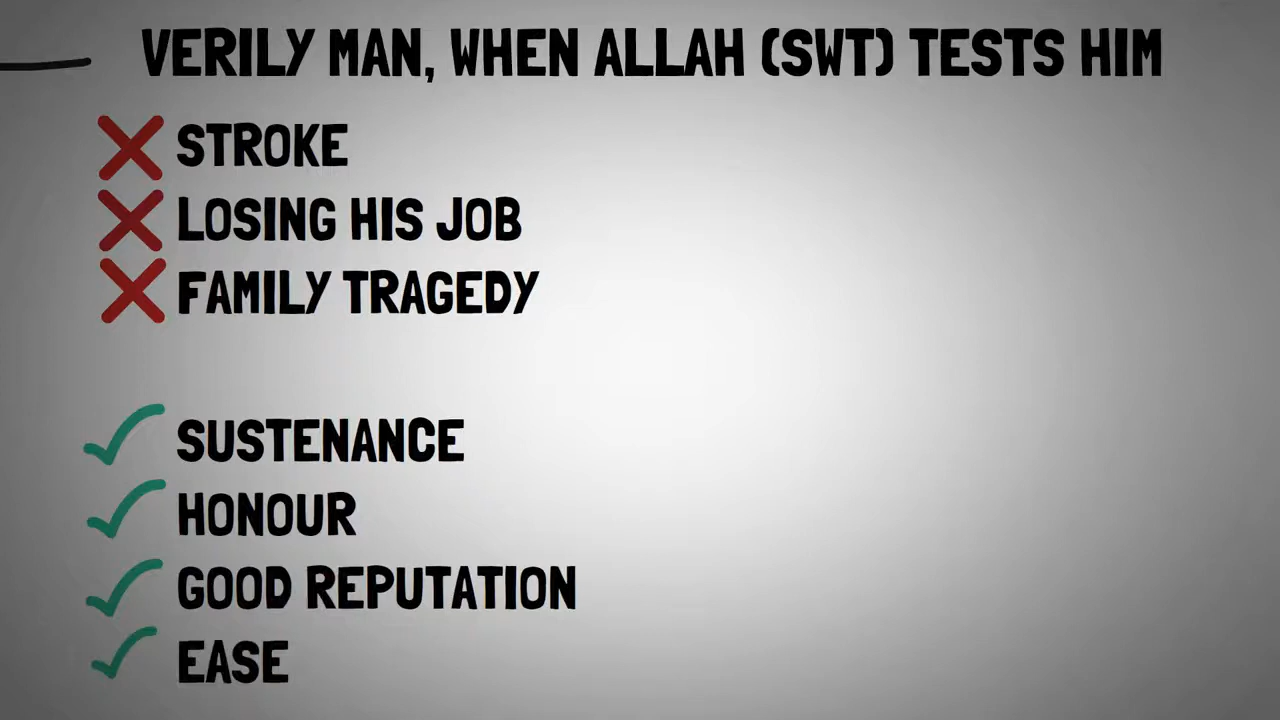 VERILY MAN, WHEN ALLAH (SWT) TESTS HIM
STROKE
LOSING HIS JOB
FAMILY TRAGEDY
SUSTENANCE
HONOUR
GOOD REPUTATION
EASE